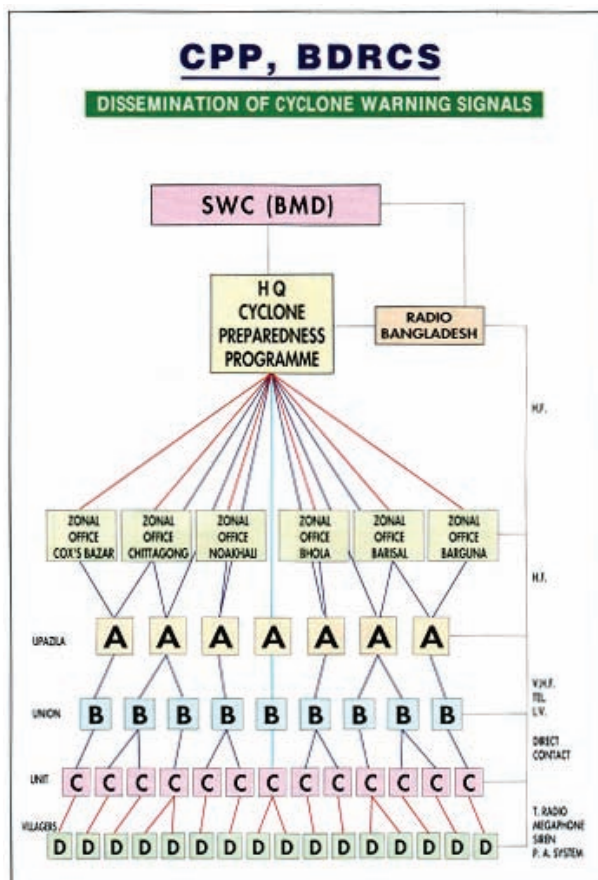 CPP, BDRCS
DISSEMINATION OF CYCLONE WARNING SIGNALS
SWC (BMD)
H Q
CYCLONE
PREPAREDNESS
PROGRAMME
RADIO
BANGLADESH
H.F.
ZONAL
OFFICE
COX'S BAZAR
ZONAL
OFFICE
CHITTAGONG
ZONAL
OFFICE
NOAKHALI
ZONAL
OFFICE
BHOLA
ZONAL
OFFICE
BARISAL
ZONAL
OFFICE
BARGUNA
H.F.
UPAZILA A A A A A A A
V.H.F.
TEL.
UNION B B B B B B B B B
DIRECT
CONTACT
UNIT C C C C C C C C C C C C C
VILLAGERS D D D D D D D D D D D D D D D D
T. RADIO
MEGAPHONE
SIREN
P. A. SYSTEM